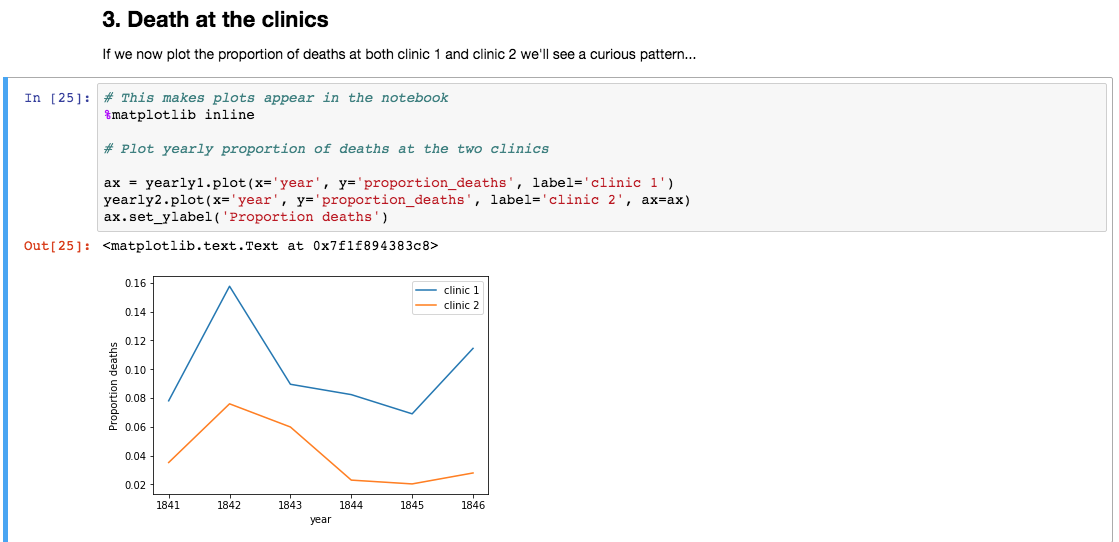 3. Death at the clinics
If we now plot the proportion of deaths at both clinic 1 and clinic 2 we'll see a curious pattern...
In [25]: # This makes plots appear in the notebook
%matplotlib inline
# Plot yearly proportion of deaths at the two clinics
ax = yearly1.plot(x='year', y='proportion_deaths', label='clinic 1')
yearly2.plot(x='year', y='proportion_deaths', label='clinic 2', ax=ax)
ax.set_ylabel('Proportion deaths')
Out[25]: <matplotlib.text.Text at 0x7f1f894383c8>
clinic 1
clinic 2
0.16
0.14
0.12
0.10
0.08
0.06
0.04
0.02
Proportion deaths
1841 1842 1843 1844 1845 1846
year